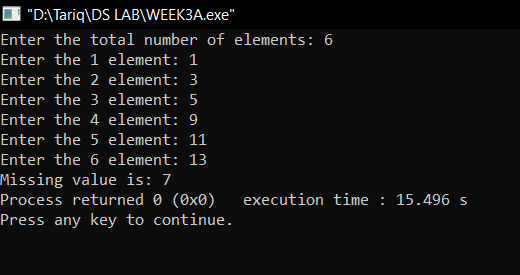 "D:\Tariq\DS LAB\WEEK3A.exe"
Enter the total number of elements: 6
Enter the 1 element: 1
Enter the 2 element: 3
Enter the 3 element: 5
Enter the 4 element: 9
Enter the 5 element: 11
Enter the 6 element: 13
Missing value is: 7
Process returned 0 (0x0)   execution time : 15.496 s
Press any key to continue.